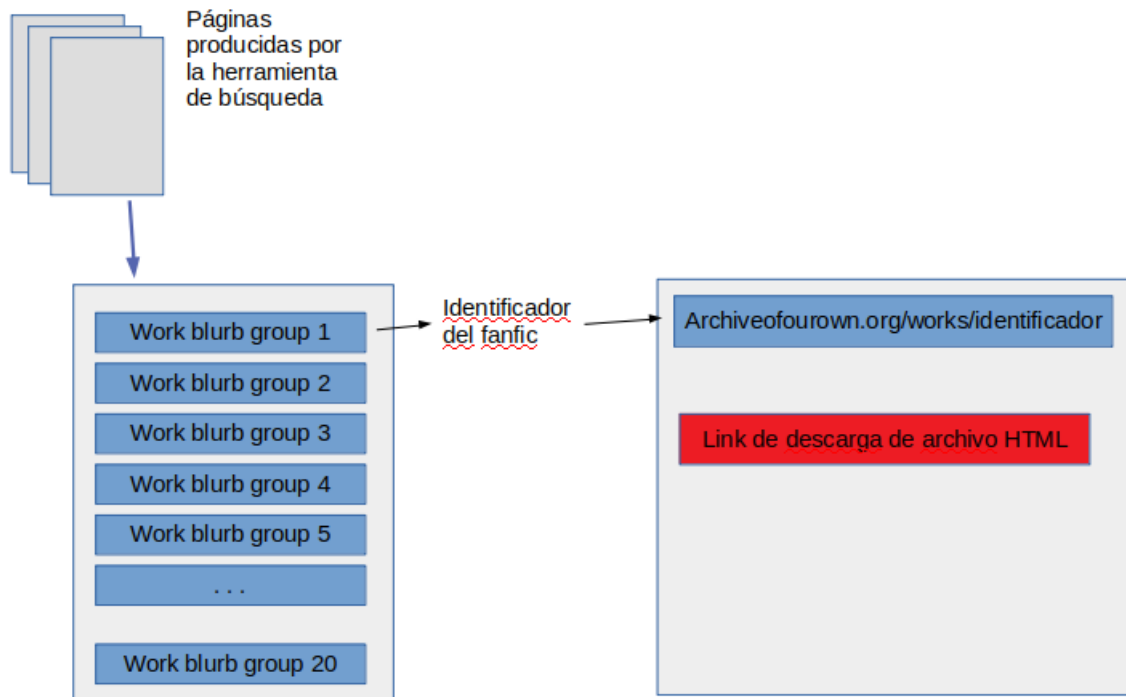 Páginas
producidas por
la herramienta
de búsqueda
Work blurb group 1
Work blurb group 2
Work blurb group 3
Work blurb group 4
Work blurb group 5
. . .
Work blurb group 20
Identificador
del fanfic
Archiveofourown.org/works/identificador
Link de descarga de archivo HTML